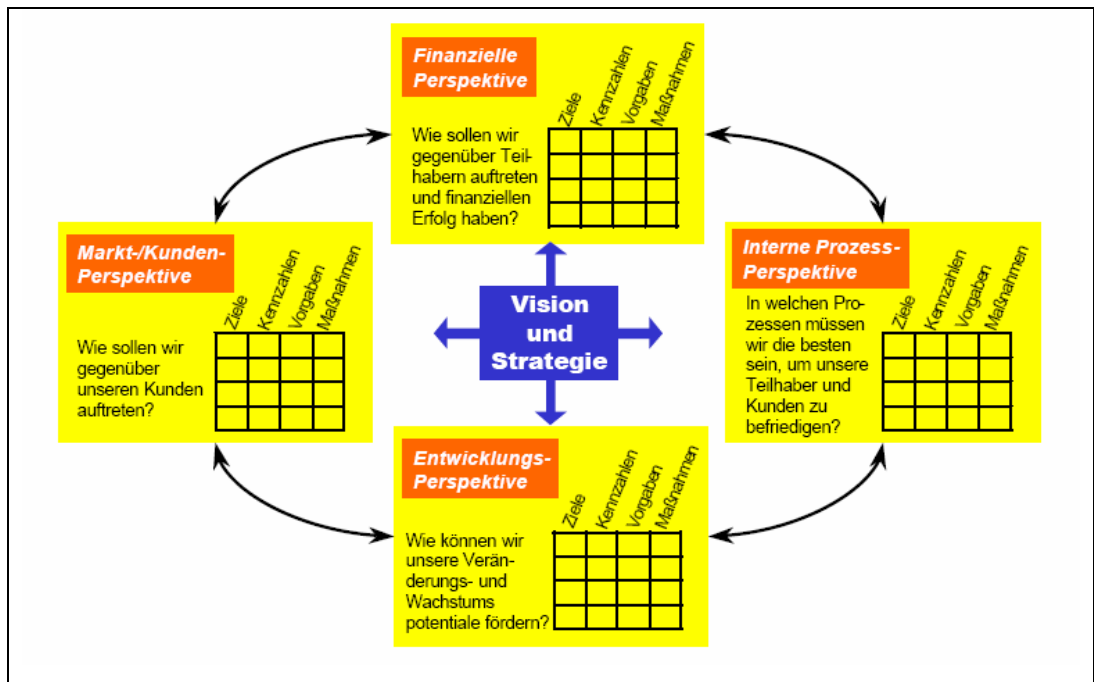 Finanzielle
Perspektive
Ziele
Kennzahlen
Vorgaben
Maßnahmen
Wie sollen wir
gegenüber Teil-
habern auftreten
und finanziellen
Erfolg haben?
Markt-/Kunden-
Perspektive
Ziele
Kennzahlen
Vorgaben
Maßnahmen
Wie sollen wir
gegenüber
unseren Kunden
auftreten?
Vision
und
Strategie
Interne Prozess-
Perspektive
Ziele
Kennzahlen
Vorgaben
Maßnahmen
In welchen Pro-
zessen müssen
wir die besten
sein, um unsere
Teilhaber und
Kunden zu
befriedigen?
Entwicklungs-
Perspektive
Ziele
Kennzahlen
Vorgaben
Maßnahmen
Wie können wir
unsere Verän-
derungs- und
Wachstums
potentiale fördern?